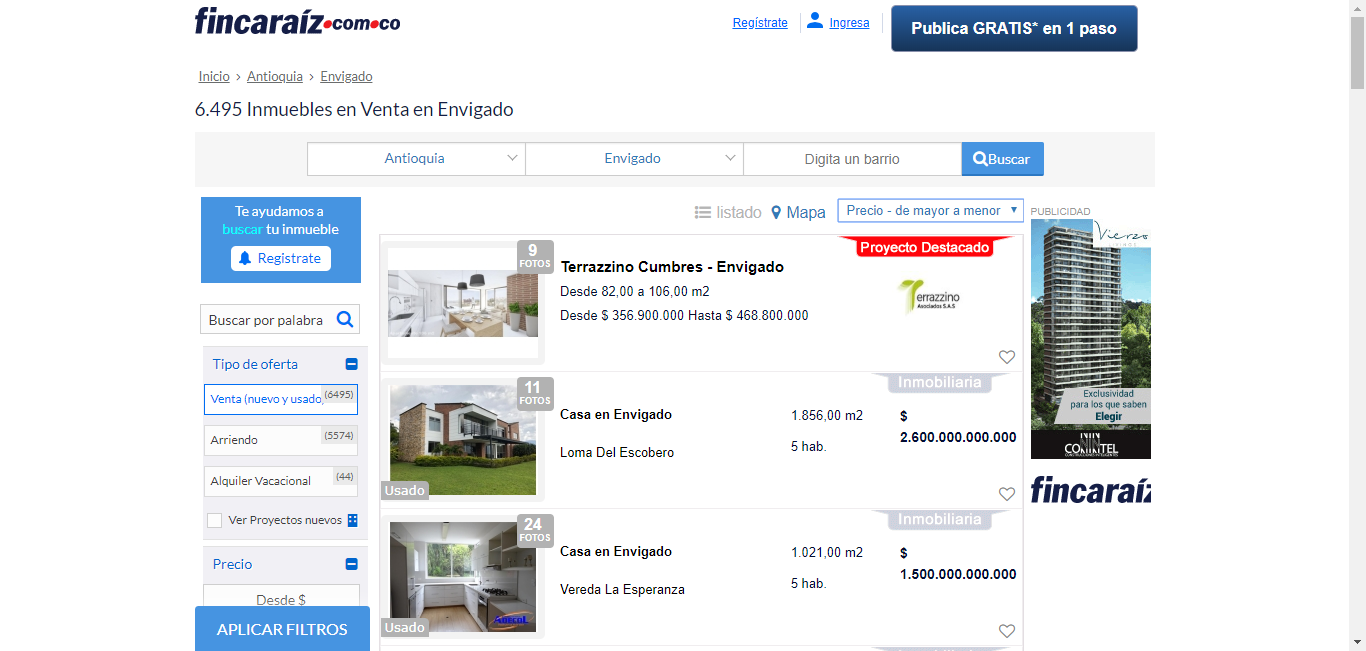 fincaraíz.com.co
Regístrate
Ingresa
Publica GRATIS* en 1 paso
Inicio > Antioquia > Envigado
6.495 Inmuebles en Venta en Envigado
Antioquia
Envigado
Digita un barrio
Buscar
Te ayudamos a
buscar tu inmueble
Registrate
Buscar por palabra
Tipo de oferta
Venta (nuevo y usado
(6495)
Arriendo
(5574)
Alquiler Vacacional
(44)
Ver Proyectos nuevos
Precio
Desde $
APLICAR FILTROS
listado
Mapa
Precio - de mayor a menor
9
FOTOS
Terrazzino Cumbres - Envigado
Desde 82,00 a 106,00 m2
Desde $ 356.900.000 Hasta $ 468.800.000
Proyecto Destacado
Terrazzino
Asociados S.A.S
11
FOTOS
Usado
Casa en Envigado
Loma Del Escobero
1.856,00 m2
5 hab.
Inmobiliaria
$
2.600.000.000.000
24
FOTOS
Usado
Casa en Envigado
Vereda La Esperanza
1.021,00 m2
5 hab.
Inmobiliaria
$
1.500.000.000.000
PUBLICIDAD
Vierzo
Exclusividad
para los que saben
Elegir
CONINTEL
CONSTRUCCIONES INTELIGENTES
fincaraíz